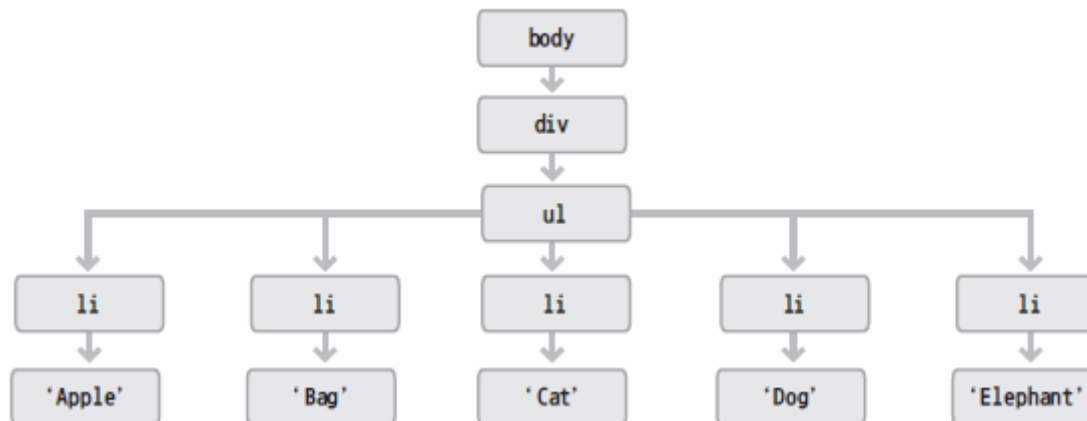 body
div
ul
li li li li li
‘Apple’ ‘Bag’ ‘Cat’ ‘Dog’ ‘Elephant’